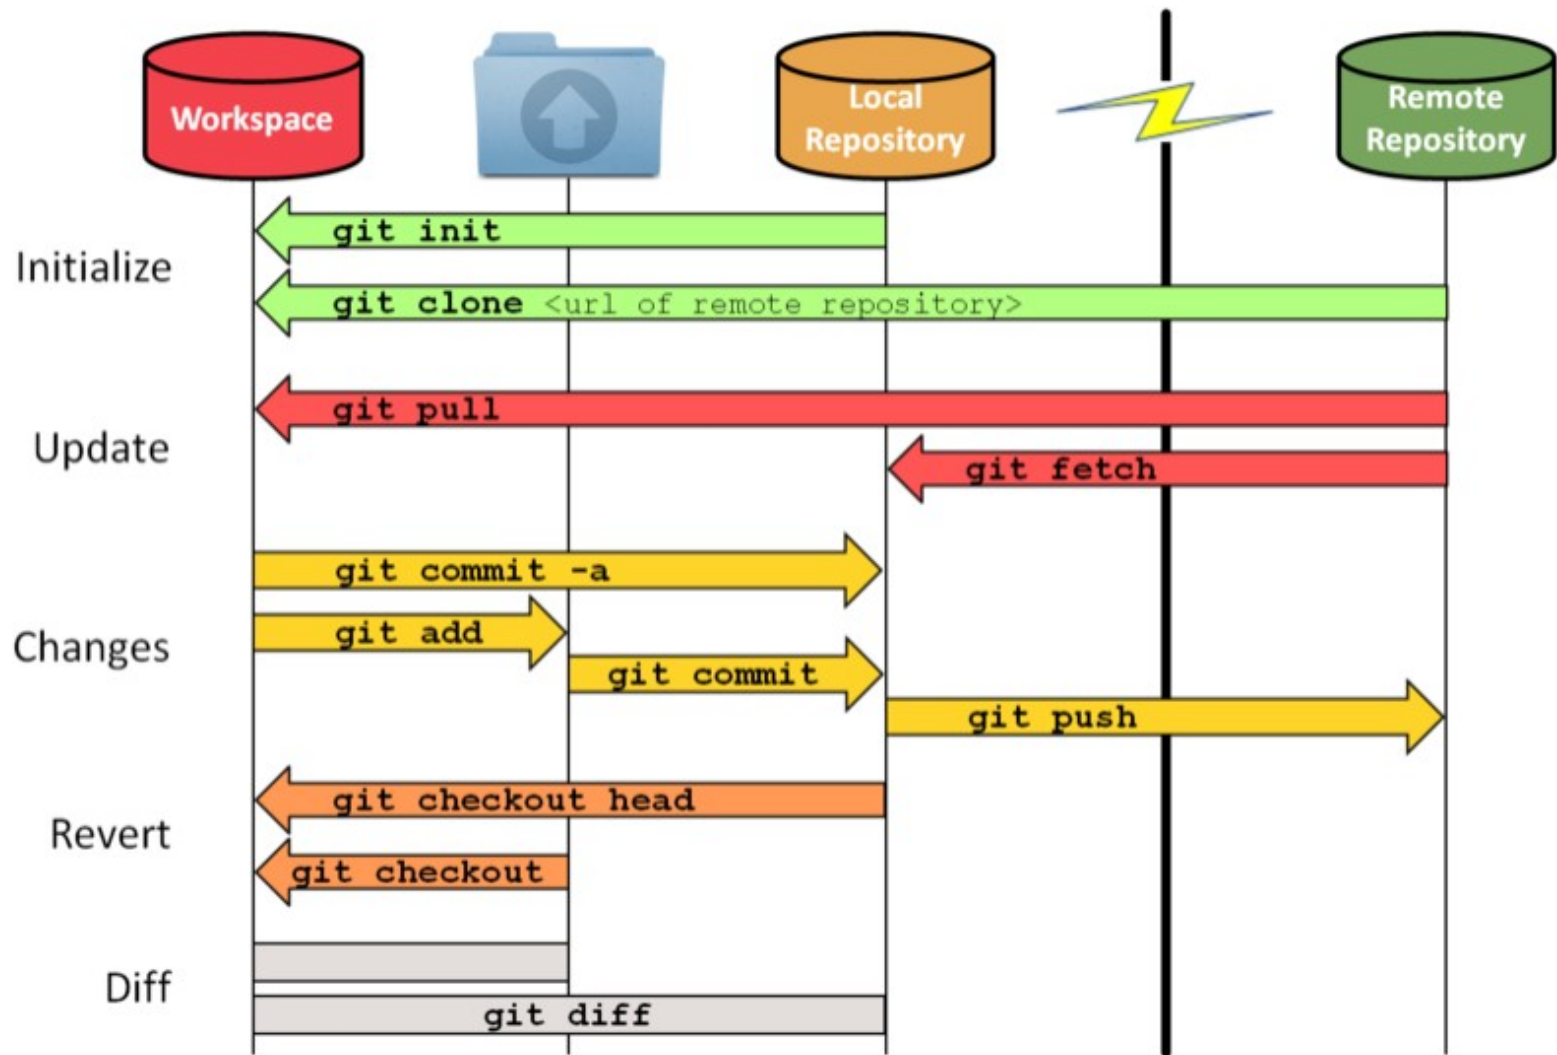 Workspace
Local
Repository
Remote
Repository
Initialize
git init
git clone <url of remote repository>
Update
git pull
git fetch
Changes
git commit -a
git add
git commit
git push
Revert
git checkout head
git checkout
Diff
git diff